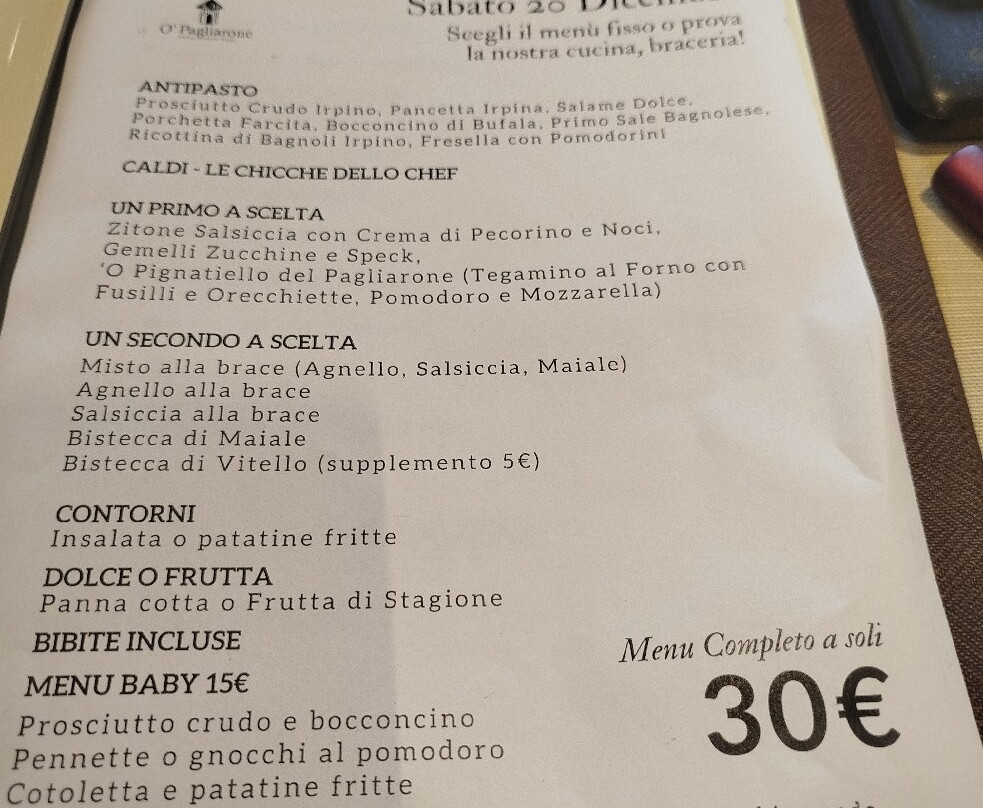 O' Pagliarone
Sabato 20
Scegli il menù fisso o prova
la nostra cucina, braceria!
ANTIPASTO
Prosciutto Crudo Irpino, Pancetta Irpina, Salame Dolce,
Porchetta Farcita, Bocconcino di Bufala, Primo Sale Bagnolese,
Ricottina di Bagnoli Irpino, Fresella con Pomodorini
CALDI - LE CHICCHE DELLO CHEF
UN PRIMO A SCELTA
Zitone Salsiccia con Crema di Pecorino e Noci,
Gemelli Zucchine e Speck,
'O Pignatiello del Pagliarone (Tegamino al Forno con
Fusilli e Orecchiette, Pomodoro e Mozzarella)
UN SECONDO A SCELTA
Misto alla brace (Agnello, Salsiccia, Maiale)
Agnello alla brace
Salsiccia alla brace
Bistecca di Maiale
Bistecca di Vitello (supplemento 5€)
CONTORNI
Insalata o patatine fritte
DOLCE O FRUTTA
Panna cotta o Frutta di Stagione
BIBITE INCLUSE
MENU BABY 15€
Prosciutto crudo e bocconcino
Pennette o gnocchi al pomodoro
Cotoletta e patatine fritte
Menu Completo a soli
30€